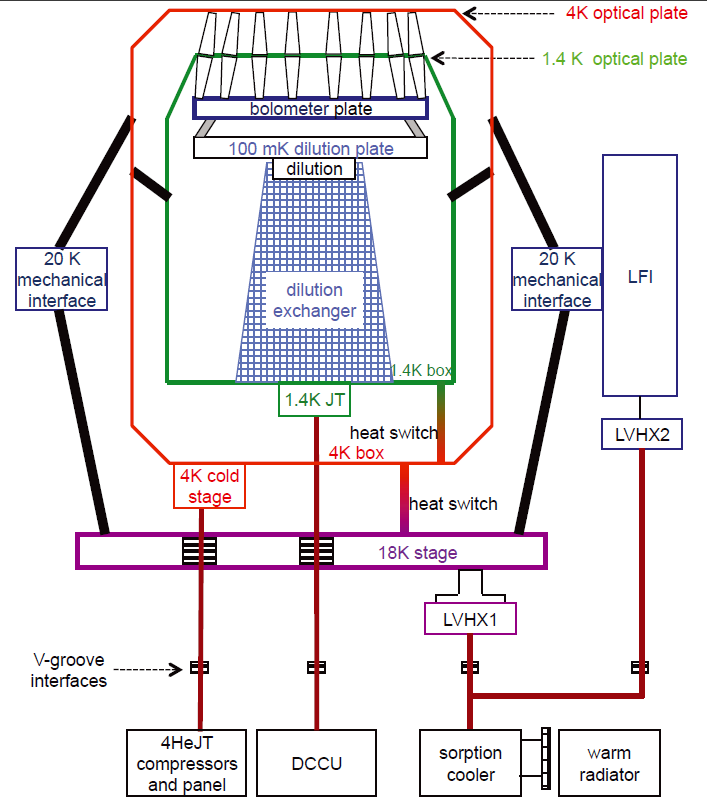 4K optical plate
1.4 K optical plate
bolometer plate
100 mK dilution plate
dilution
20 K
mechanical
interface
20 K
mechanical
interface
LFI
dilution
exchanger
1.4K box
1.4K JT
heat switch
LVHX2
4K box
4K cold
stage
heat switch
18K stage
LVHX1
V-groove
interfaces
4HeJT
compressors
and panel
DCCU
sorption
cooler
warm
radiator